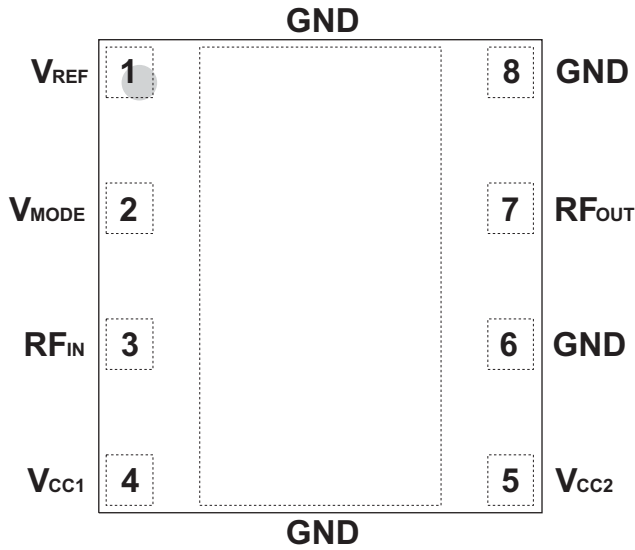 GND
VREF 1 8 GND
VMODE 2 7 RFOUT
RFIN 3 6 GND
VCC1 4 5 VCC2
GND